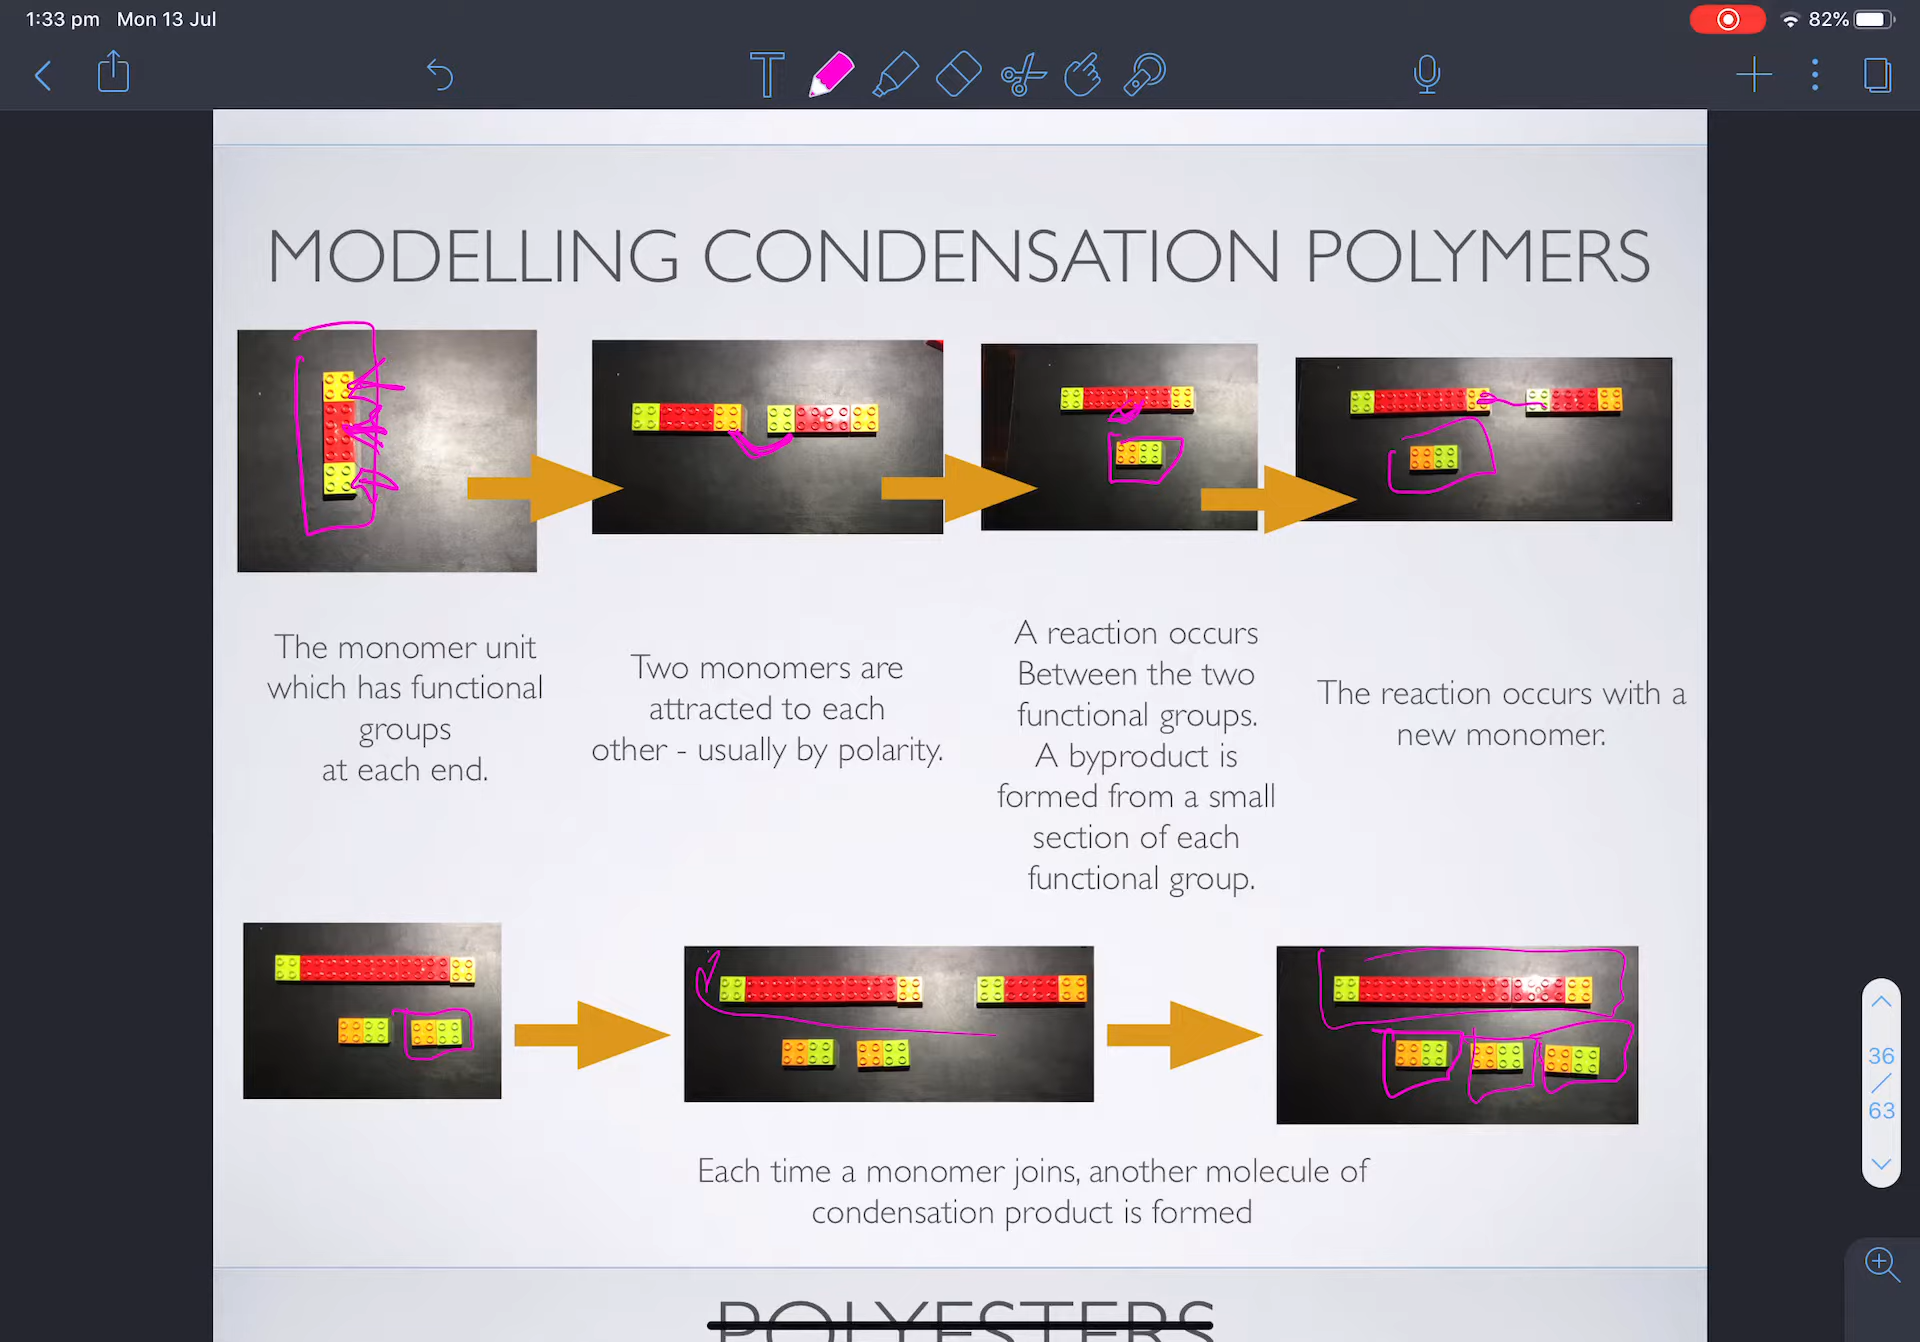 1:33 pm Mon 13 Jul
82%
MODELLING CONDENSATION POLYMERS
The monomer unit
which has functional
groups
at each end.
Two monomers are
attracted to each
other - usually by polarity.
A reaction occurs
Between the two
functional groups.
A byproduct is
formed from a small
section of each
functional group.
The reaction occurs with a
new monomer.
Each time a monomer joins, another molecule of
condensation product is formed
36
/
63
POLYESTERS